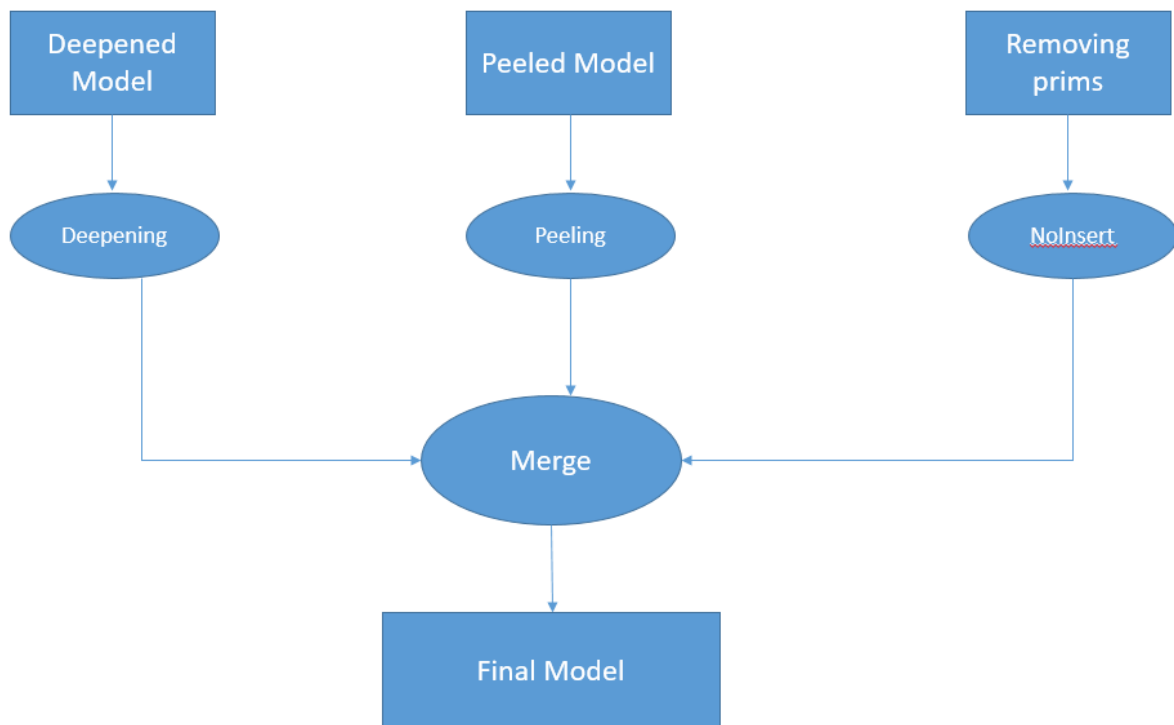 Deepened
Model
Peeled Model
Removing
prims
Deepening
Peeling
NoInsert
Merge
Final Model